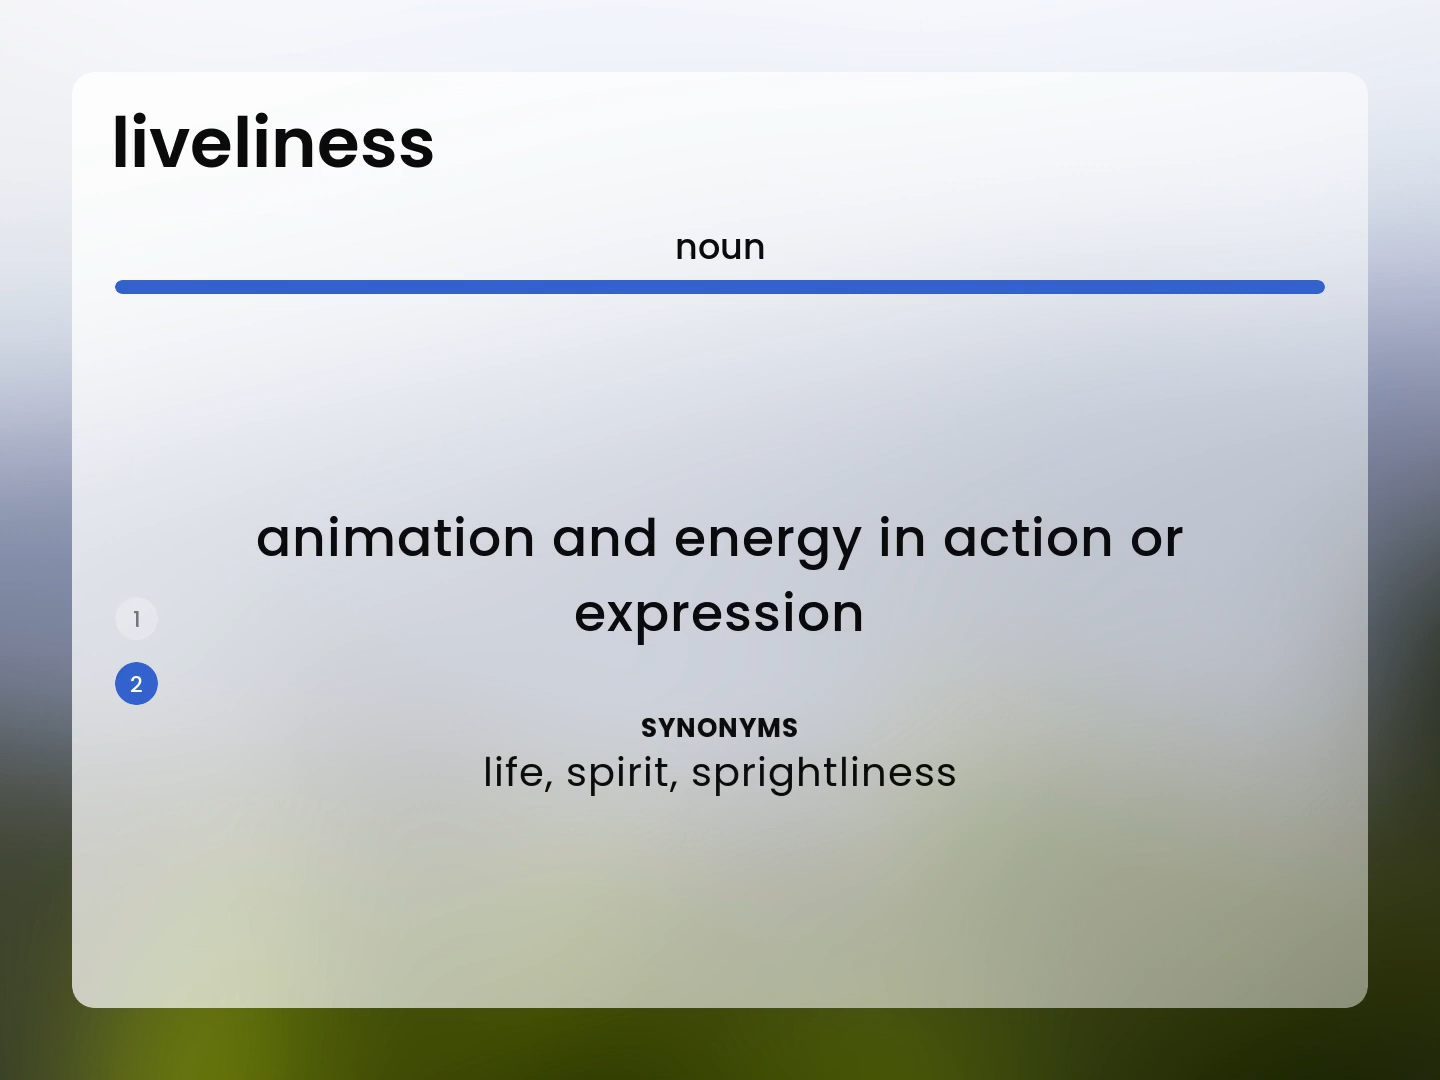 liveliness
noun
animation and energy in action or
expression
1
2
SYNONYMS
life, spirit, sprightliness